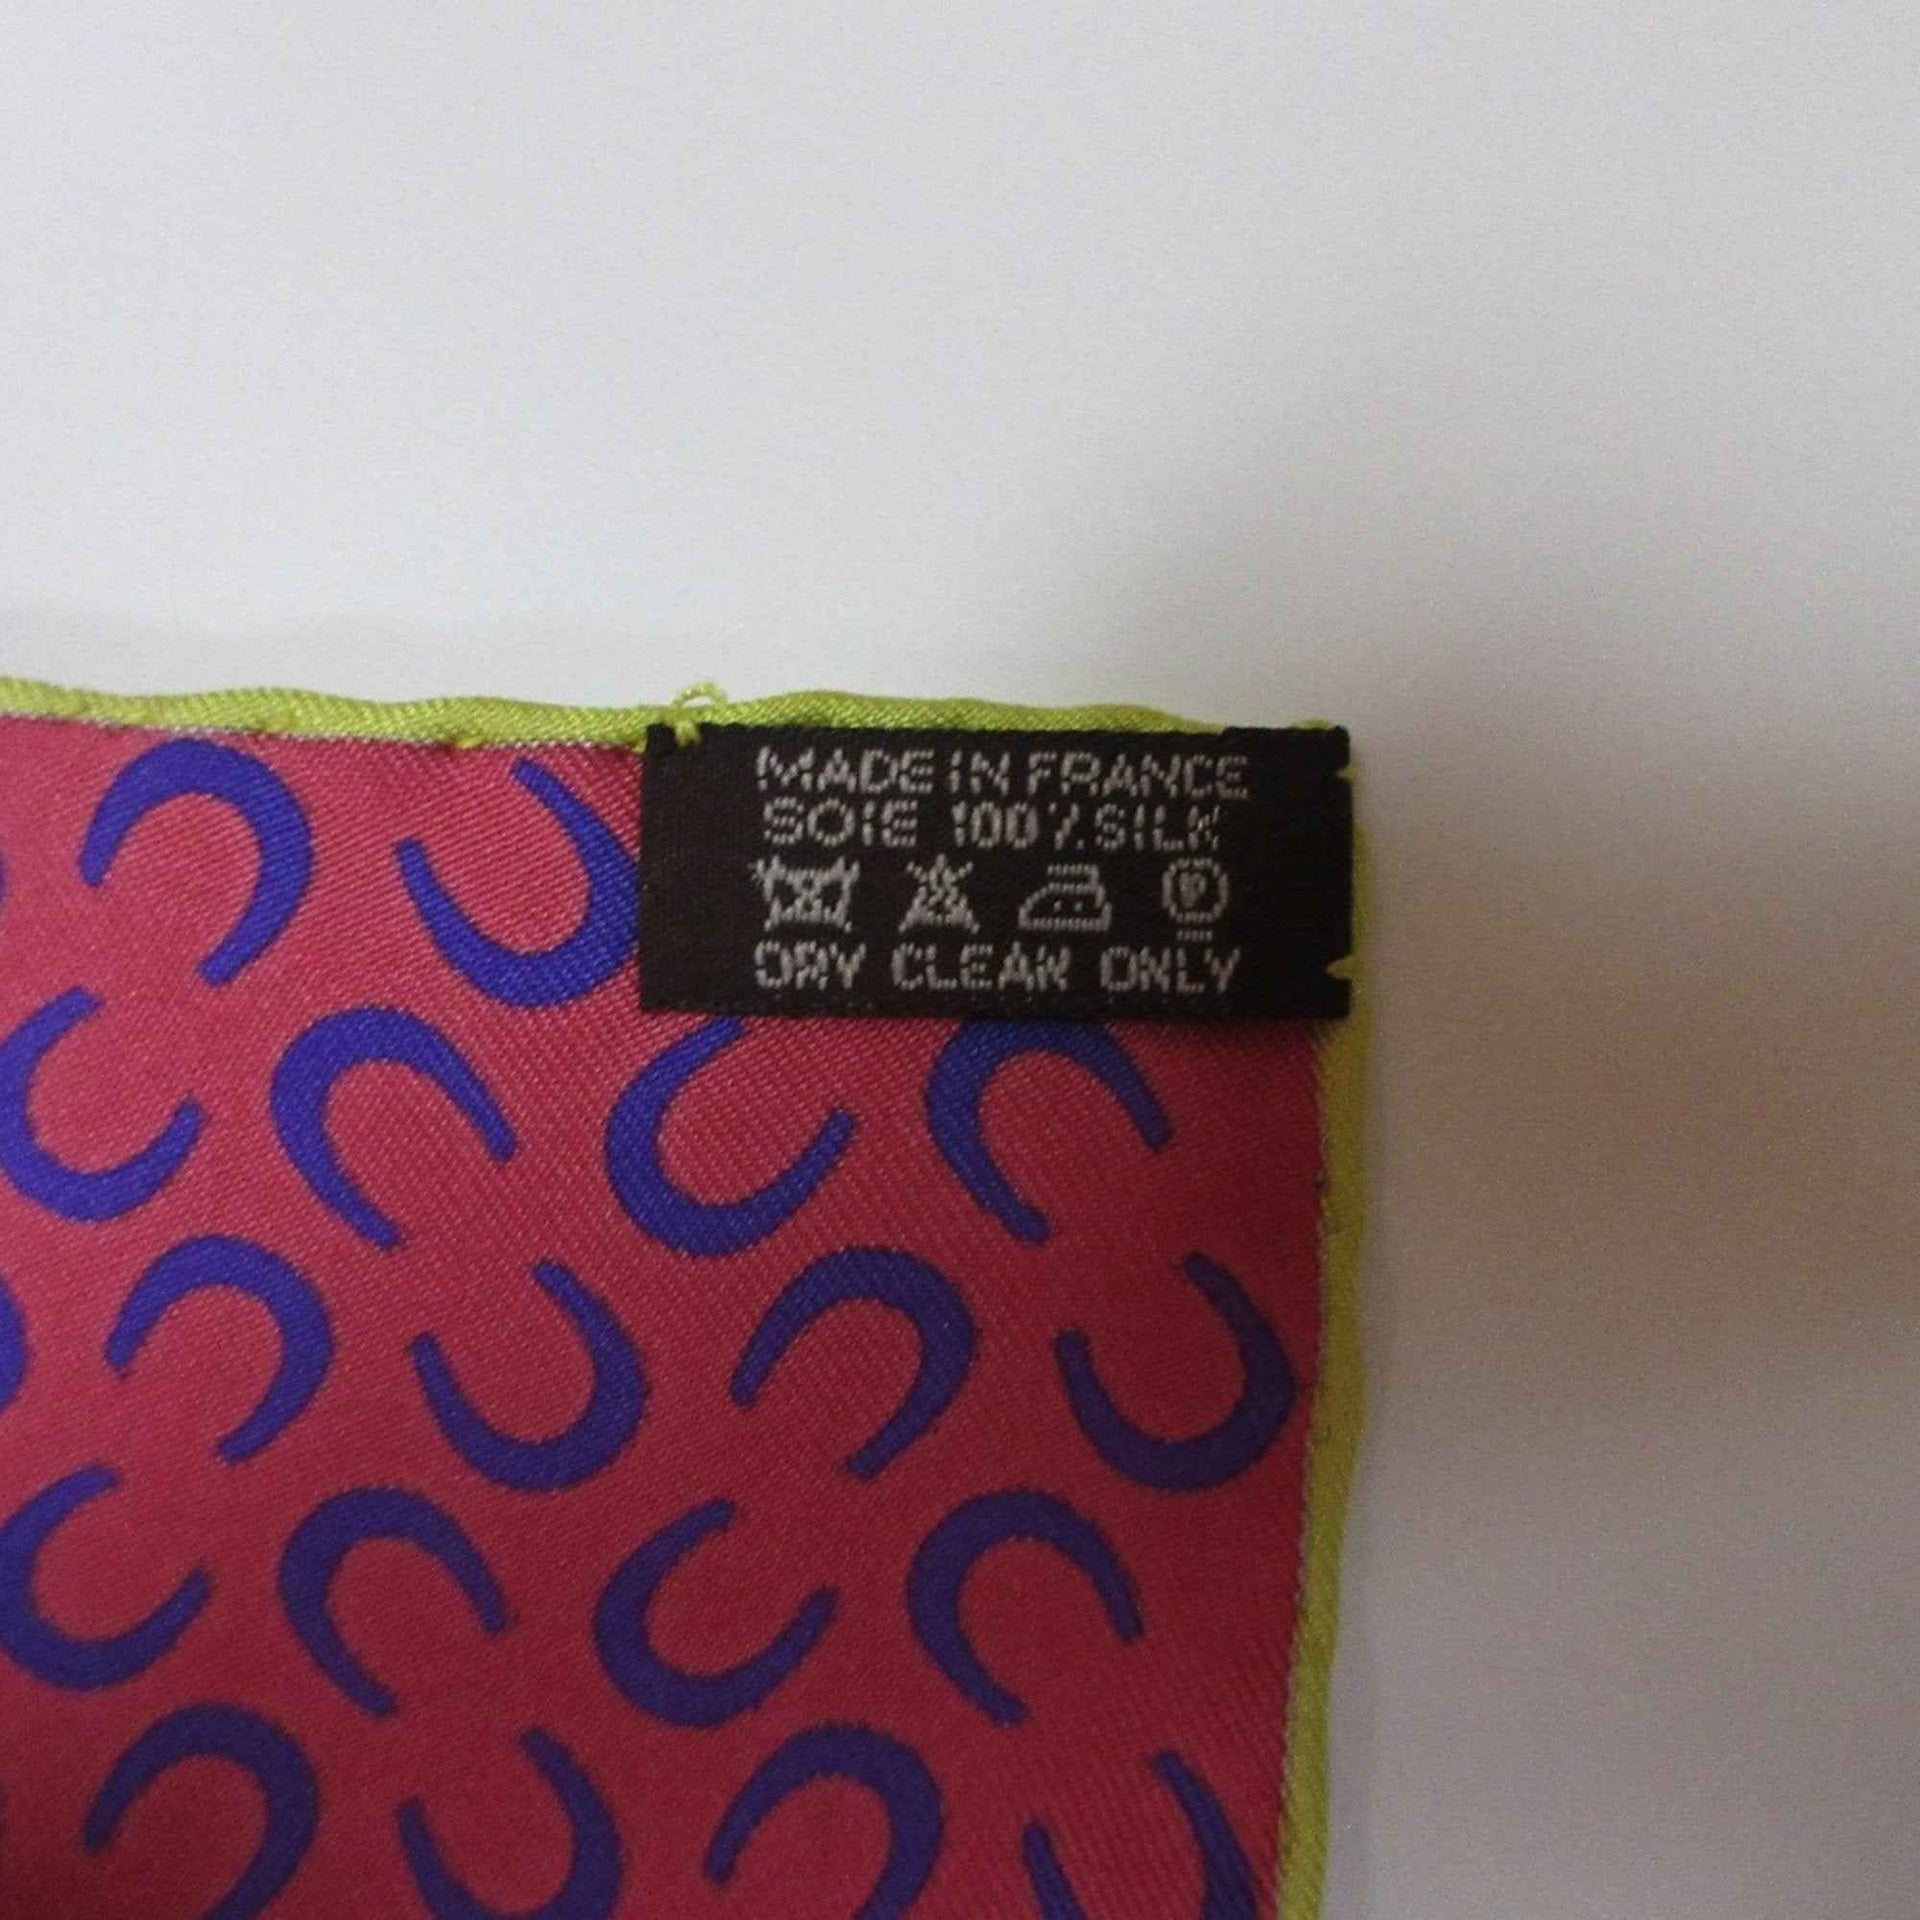 MADE IN FRANCE
SOIE 100% SILK
P
DRY CLEAN ONLY